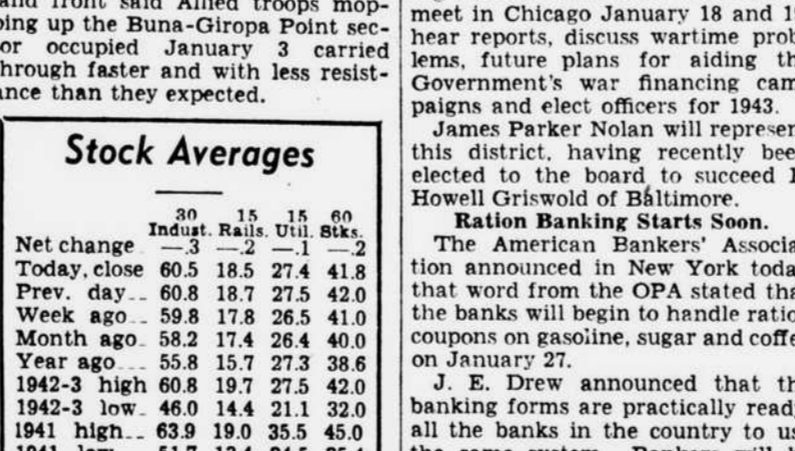 and front said Allied troops mop-
ping up the Buna-Giropa Point sec-
tor occupied January 3 carried
through faster and with less resist-
ance than they expected.
Stock Averages
30 15 15 60
Indust. Rails. Util. Stks.
Net change —.3 —.2 —.1 —.2
Today, close 60.5 18.5 27.4 41.8
Prev. day__ 60.8 18.7 27.5 42.0
Week ago__ 59.8 17.8 26.5 41.0
Month ago_ 58.2 17.4 26.4 40.0
Year ago___ 55.8 15.7 27.3 38.6
1942-3 high 60.8 19.7 27.5 42.0
1942-3 low_ 46.0 14.4 21.1 32.0
1941 high__ 63.9 19.0 35.5 45.0
meet in Chicago January 18 and
hear reports, discuss wartime prob
lems, future plans for aiding th
Government's war financing cam
paigns and elect officers for 1943.
James Parker Nolan will represen
this district, having recently bee
elected to the board to succeed
Howell Griswold of Baltimore.
Ration Banking Starts Soon.
The American Bankers' Associa
tion announced in New York toda
that word from the OPA stated tha
the banks will begin to handle ratio
coupons on gasoline, sugar and coffe
on January 27.
J. E. Drew announced that th
banking forms are practically read
all the banks in the country to us